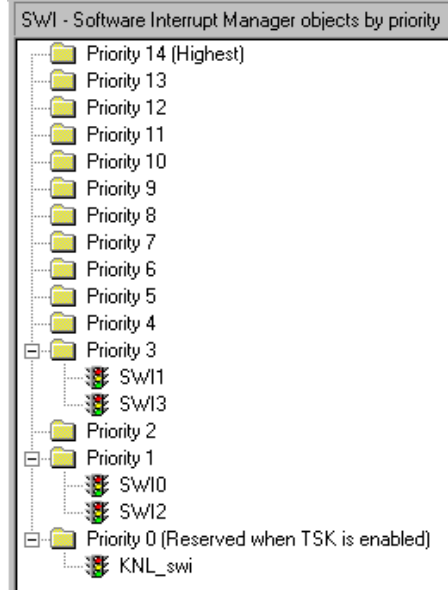 SWI - Software Interrupt Manager objects by priority
Priority 14 (Highest)
Priority 13
Priority 12
Priority 11
Priority 10
Priority 9
Priority 8
Priority 7
Priority 6
Priority 5
Priority 4
Priority 3
SWI1
SWI3
Priority 2
Priority 1
SWI0
SWI2
Priority 0 (Reserved when TSK is enabled)
KNL_swi